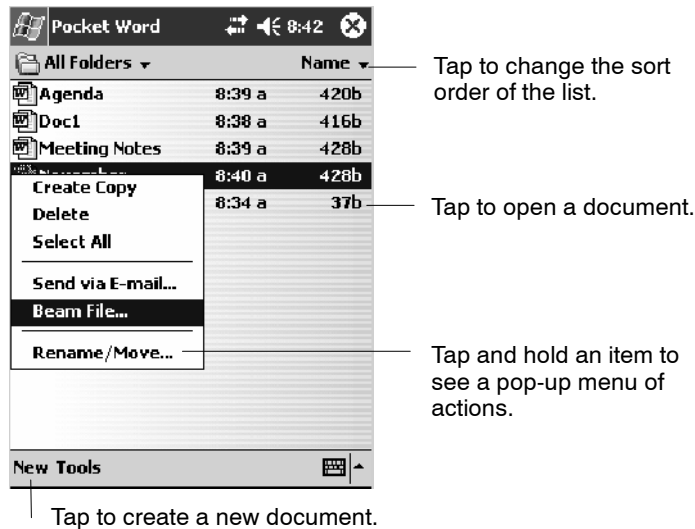 Pocket Word 8:42
All Folders Name
Agenda 8:39 a 420b
Doc1 8:38 a 416b
Meeting Notes 8:39 a 428b
8:40 a 428b
8:34 a 37b
Create Copy
Delete
Select All
Send via E-mail...
Beam File...
Rename/Move...
New Tools
Tap to change the sort
order of the list.
Tap to open a document.
Tap and hold an item to
see a pop-up menu of
actions.
Tap to create a new document.